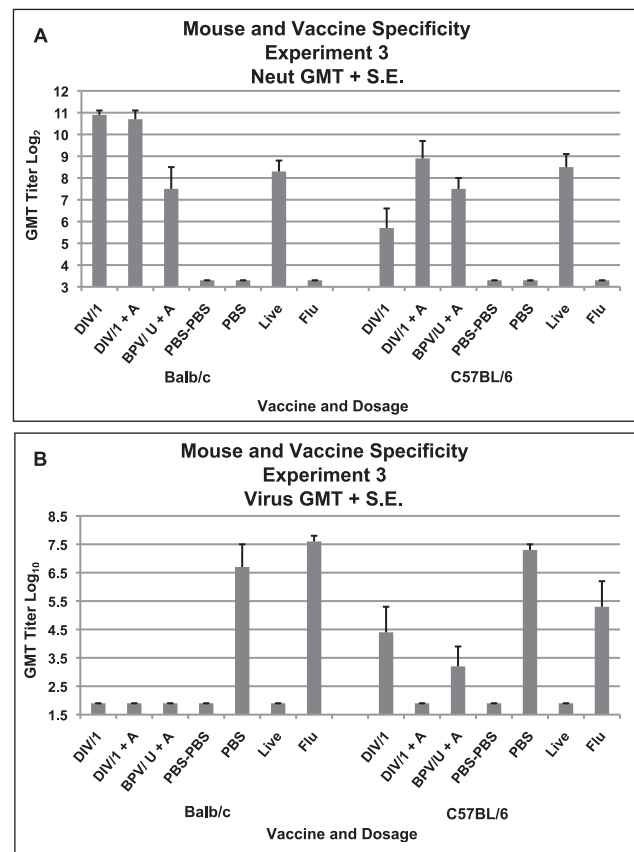 A
Mouse and Vaccine Specificity
Experiment 3
Neut GMT + S.E.
12
11
10
9
8
7
6
5
4
3
GMT Titer Log2
DIV/1
DIV/1 + A
BPV/ U + A
PBS-PBS
PBS
Live
Flu
DIV/1
DIV/1 + A
BPV/U + A
PBS-PBS
PBS
Live
Flu
Balb/c
C57BL/6
Vaccine and Dosage
B
Mouse and Vaccine Specificity
Experiment 3
Virus GMT + S.E.
8.5
7.5
6.5
5.5
4.5
3.5
2.5
1.5
GMT Titer Log10
DIV/1
DIV/1 + A
BPV/ U + A
PBS-PBS
PBS
Live
Flu
DIV/1
DIV/1 + A
BPV/U + A
PBS-PBS
PBS
Live
Flu
Balb/c
C57BL/6
Vaccine and Dosage